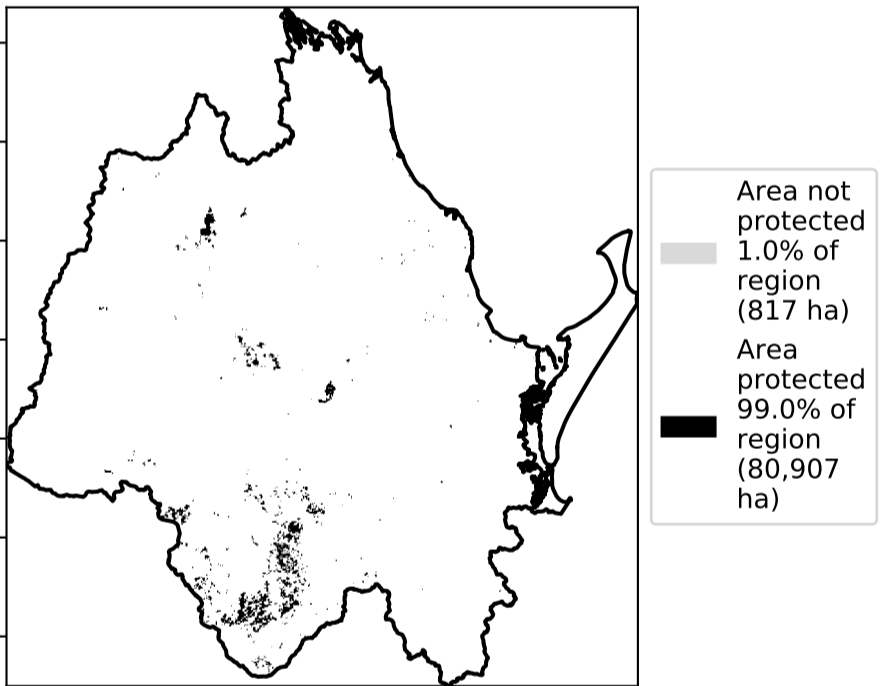 Area not
protected
1.0% of
region
(817 ha)
Area
protected
99.0% of
region
(80,907
ha)